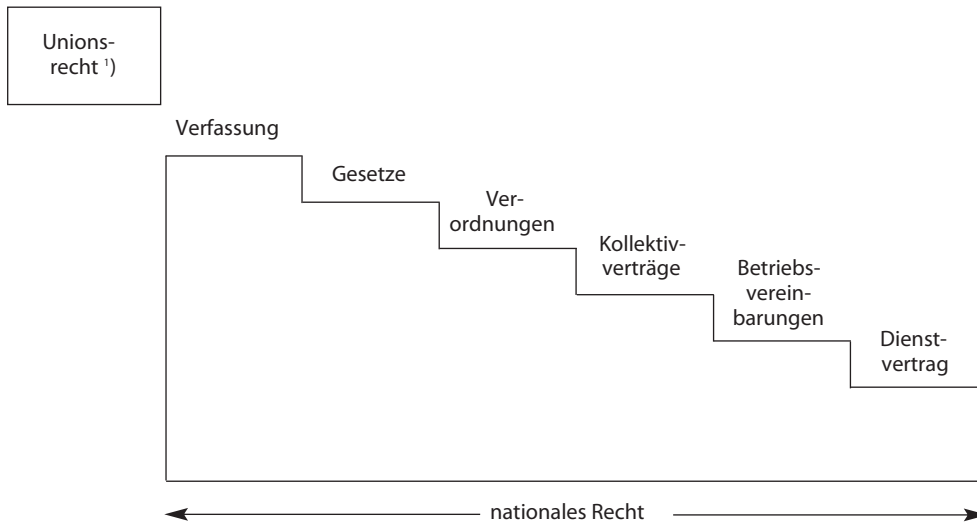 Unions-
recht ¹)
Verfassung
Gesetze
Ver-
ordnungen
Kollektiv-
verträge
Betriebs-
verein-
barungen
Dienst-
vertrag
nationales Recht